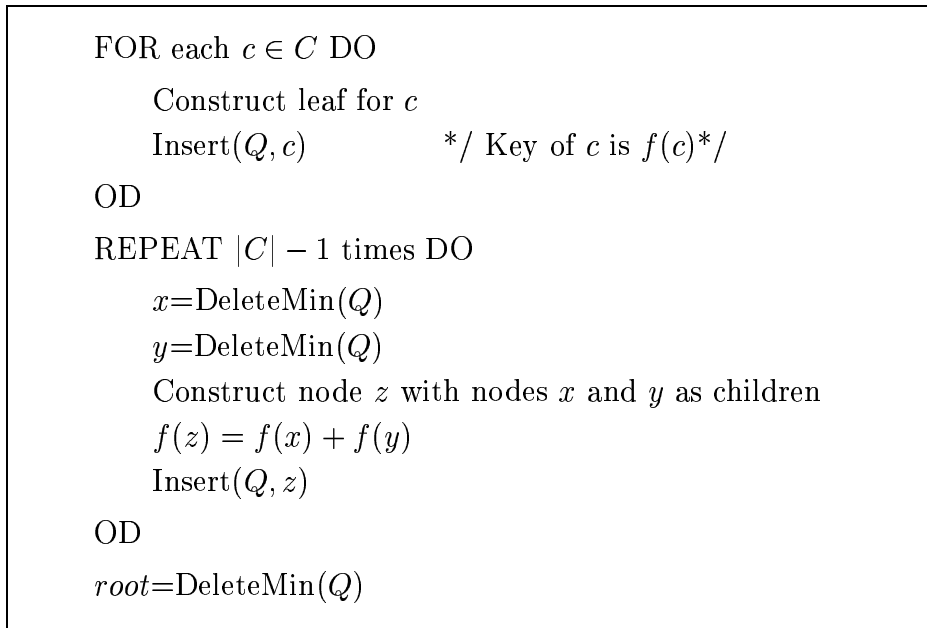 FOR each c ∈ C DO
Construct leaf for c
Insert(Q, c) */ Key of c is f(c)*/
OD
REPEAT |C| − 1 times DO
x=DeleteMin(Q)
y=DeleteMin(Q)
Construct node z with nodes x and y as children
f(z) = f(x) + f(y)
Insert(Q, z)
OD
root=DeleteMin(Q)